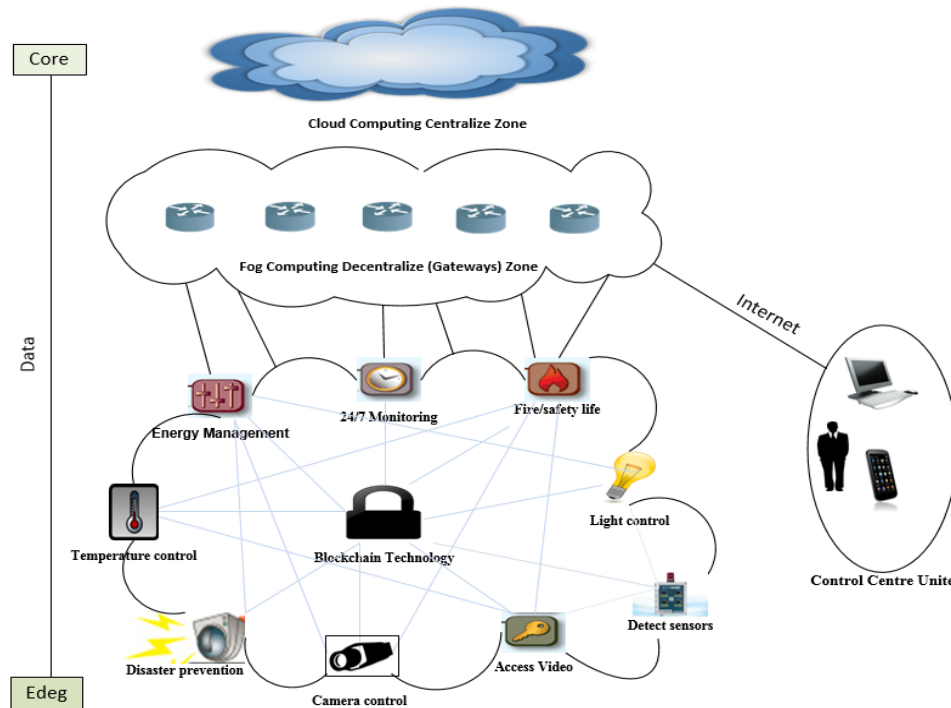 Core
Cloud Computing Centralize Zone
Fog Computing Decentralize (Gateways) Zone
Internet
Data
24/7 Monitoring
Fire/safety life
Energy Management
Light control
Temperature control
Blockchain Technology
Control Centre Unite
Detect sensors
Disaster prevention
Access Video
Camera control
Edeg